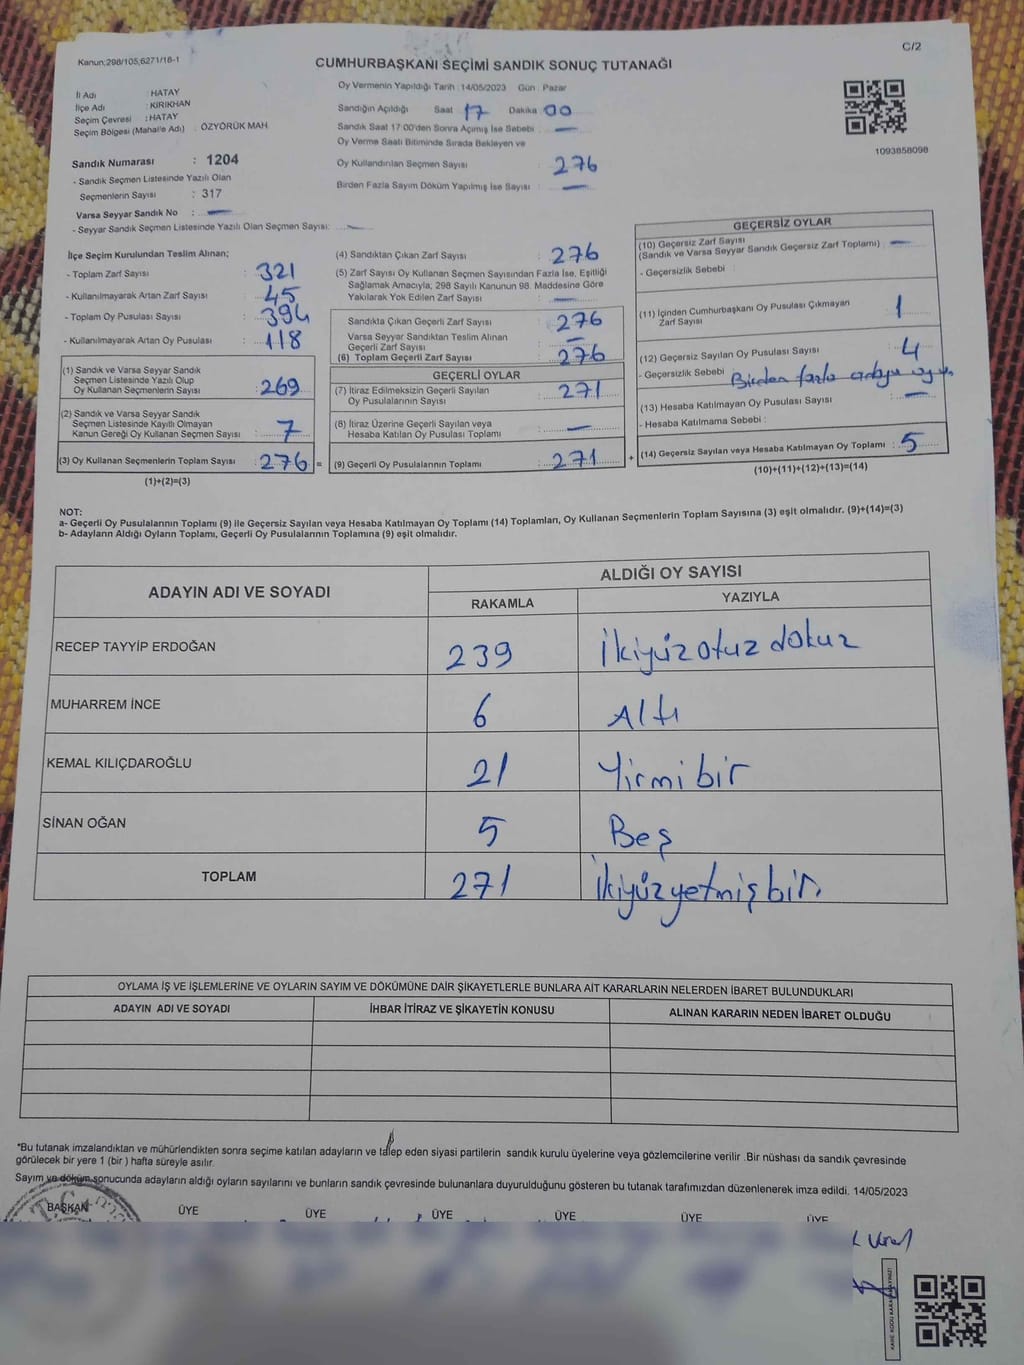 Kanun;298/105,6271/18-1
C/2
CUMHURBAŞKANI SEÇİMİ SANDIK SONUÇ TUTANAĞI
İl Adı : HATAY
İlçe Adı : KIRIKHAN
Seçim Çevresi : HATAY
Seçim Bölgesi (Mahalle Adı) : ÖZYÖRÜK MAH.
Sandık Numarası : 1204
- Sandık Seçmen Listesinde Yazılı Olan
Seçmenlerin Sayısı : 317
Varsa Seyyar Sandık No : —
- Seyyar Sandık Seçmen Listesinde Yazılı Olan Seçmen Sayısı: —
Oy Vermenin Yapıldığı Tarih : 14/05/2023 Gün : Pazar
Sandığın Açıldığı Saat 17 Dakika 00
Sandık Saat 17:00'den Sonra Açılmış İse Sebebi : —
Oy Verme Saati Bitiminde Sırada Bekleyen ve
Oy Kullandırılan Seçmen Sayısı : 276
Birden Fazla Sayım Döküm Yapılmış İse Sayısı : —
1093858098
İlçe Seçim Kurulundan Teslim Alınan;
- Toplam Zarf Sayısı : 321
- Kullanılmayarak Artan Zarf Sayısı : 45
- Toplam Oy Pusulası Sayısı : 394
- Kullanılmayarak Artan Oy Pusulası : 118
(1) Sandık ve Varsa Seyyar Sandık
Seçmen Listesinde Yazılı Olup
Oy Kullanan Seçmenlerin Sayısı : 269
(2) Sandık ve Varsa Seyyar Sandık
Seçmen Listesinde Kayıtlı Olmayan
Kanun Gereği Oy Kullanan Seçmen Sayısı : 7
(3) Oy Kullanan Seçmenlerin Toplam Sayısı : 276 =
(1)+(2)=(3)
(4) Sandıktan Çıkan Zarf Sayısı : 276
(5) Zarf Sayısı Oy Kullanan Seçmen Sayısından Fazla İse, Eşitliği
Sağlamak Amacıyla, 298 Sayılı Kanunun 98. Maddesine Göre
Yakılarak Yok Edilen Zarf Sayısı : —
Sandıkta Çıkan Geçerli Zarf Sayısı : 276
Varsa Seyyar Sandıktan Teslim Alınan
Geçerli Zarf Sayısı : —
(6) Toplam Geçerli Zarf Sayısı : 276
GEÇERLİ OYLAR
(7) İtiraz Edilmeksizin Geçerli Sayılan
Oy Pusulalarının Sayısı : 271
(8) İtiraz Üzerine Geçerli Sayılan veya
Hesaba Katılan Oy Pusulası Toplamı : —
(9) Geçerli Oy Pusulalarının Toplamı : 271 +
GEÇERSİZ OYLAR
(10) Geçersiz Zarf Sayısı
(Sandık ve Varsa Seyyar Sandık Geçersiz Zarf Toplamı) : —
- Geçersizlik Sebebi :
(11) İçinden Cumhurbaşkanı Oy Pusulası Çıkmayan
Zarf Sayısı : 1
(12) Geçersiz Sayılan Oy Pusulası Sayısı : 4
- Geçersizlik Sebebi : Birden fazla adaya oy
(13) Hesaba Katılmayan Oy Pusulası Sayısı : —
- Hesaba Katılmama Sebebi :
(14) Geçersiz Sayılan veya Hesaba Katılmayan Oy Toplamı : 5
(10)+(11)+(12)+(13)=(14)
NOT:
a- Geçerli Oy Pusulalarının Toplamı (9) ile Geçersiz Sayılan veya Hesaba Katılmayan Oy Toplamı (14) Toplamları, Oy Kullanan Seçmenlerin Toplam Sayısına (3) eşit olmalıdır. (9)+(14)=(3)
b- Adayların Aldığı Oyların Toplamı, Geçerli Oy Pusulalarının Toplamına (9) eşit olmalıdır.
ADAYIN ADI VE SOYADI
ALDIĞI OY SAYISI
RAKAMLA YAZIYLA
RECEP TAYYİP ERDOĞAN 239 İkiyüz otuz dokuz
MUHARREM İNCE 6 Altı
KEMAL KILIÇDAROĞLU 21 Yirmi bir
SİNAN OĞAN 5 Beş
TOPLAM 271 İkiyüz yetmiş bir
OYLAMA İŞ VE İŞLEMLERİNE VE OYLARIN SAYIM VE DÖKÜMÜNE DAİR ŞİKAYETLERLE BUNLARA AİT KARARLARIN NELERDEN İBARET BULUNDUKLARI
ADAYIN ADI VE SOYADI İHBAR İTİRAZ VE ŞİKAYETİN KONUSU ALINAN KARARIN NEDEN İBARET OLDUĞU
*Bu tutanak imzalandıktan ve mühürlendikten sonra seçime katılan adayların ve talep eden siyasi partilerin sandık kurulu üyelerine veya gözlemcilerine verilir .Bir nüshası da sandık çevresinde
görülecek bir yere 1 (bir ) hafta süreyle asılır.
Sayım ve döküm sonucunda adayların aldığı oyların sayılarını ve bunların sandık çevresinde bulunanlara duyurulduğunu gösteren bu tutanak tarafımızdan düzenlenerek imza edildi. 14/05/2023
BAŞKAN ÜYE ÜYE ÜYE ÜYE ÜYE ÜYE
T.C.